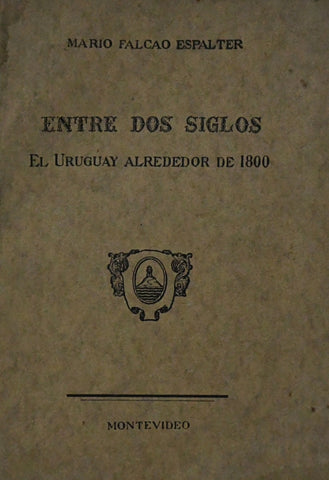 MARIO FALCAO ESPALTER
ENTRE DOS SIGLOS
EL URUGUAY ALREDEDOR DE 1800
MONTEVIDEO